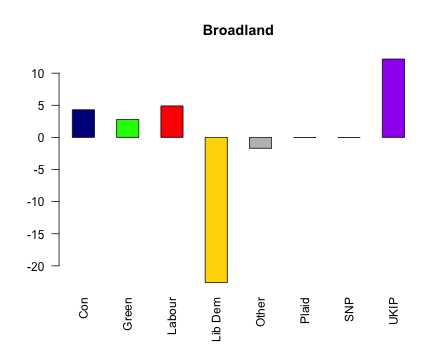 Broadland
10
5
0
-5
-10
-15
-20
Con
Green
Labour
Lib Dem
Other
Plaid
SNP
UKIP